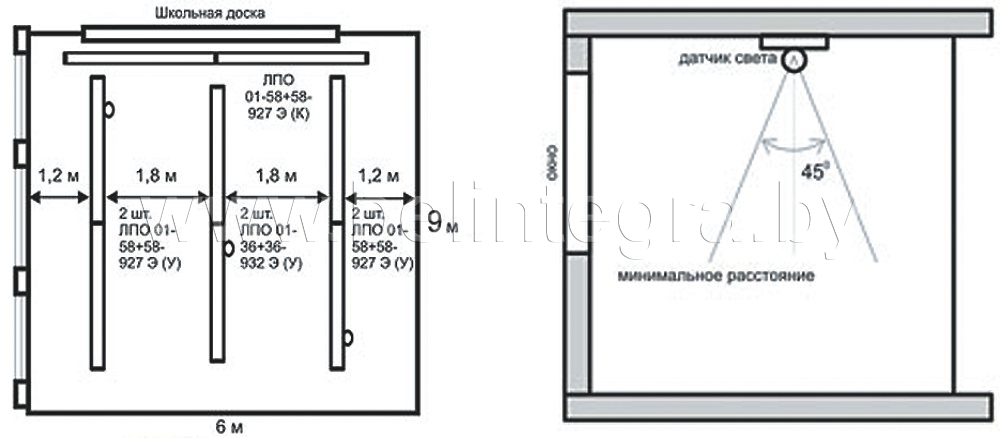 Школьная доска
ЛПО
01-58+58-
927 Э (К)
1,2 м
1,8 м
1,8 м
1,2 м
2 шт.
ЛПО 01-
58+58-
927 Э (У)
2 шт.
ЛПО 01-
36+36-
932 Э (У)
2 шт.
ЛПО 01-
58+58-
927 Э (У)
9 м
6 м
датчик света
окно
45⁰
минимальное расстояние
www.belintegra.by